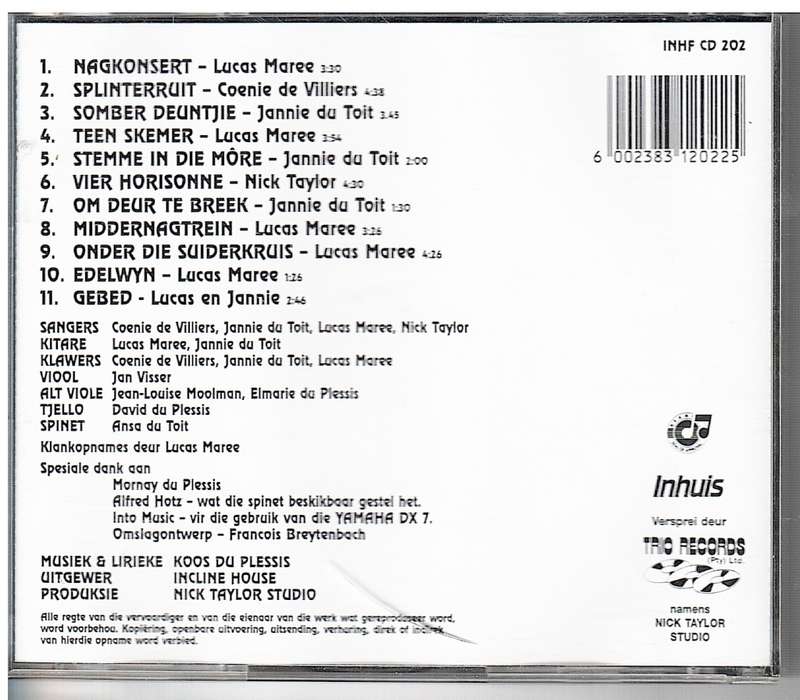 INHF CD 202
1. NAGKONSERT – Lucas Maree 3:30
2. SPLINTERRUIT – Coenie de Villiers 4:38
3. SOMBER DEUNTJIE – Jannie du Toit 3.45
4. TEEN SKEMER – Lucas Maree 3:54
5. STEMME IN DIE MÔRE – Jannie du Toit 2:00
6. VIER HORISONNE – Nick Taylor 4:30
7. OM DEUR TE BREEK – Jannie du Toit 1:30
8. MIDDERNAGTREIN – Lucas Maree 3:26
9. ONDER DIE SUIDERKRUIS – Lucas Maree 4:26
10. EDELWYN – Lucas Maree 1:26
11. GEBED - Lucas en Jannie 2:46
6 002383 120225
SANGERS Coenie de Villiers, Jannie du Toit, Lucas Maree, Nick Taylor
KITARE Lucas Maree, Jannie du Toit
KLAWERS Coenie de Villiers, Jannie du Toit, Lucas Maree
VIOOL Jan Visser
ALT VIOLE Jean-Louise Moolman, Elmarie du Plessis
TJELLO David du Plessis
SPINET Ansa du Toit
Klankopnames deur Lucas Maree
Spesiale dank aan
Mornay du Plessis
Alfred Hotz – wat die spinet beskikbaar gestel het.
Into Music – vir die gebruik van die YAMAHA DX 7.
Omslagontwerp – Francois Breytenbach
MUSIEK & LIRIEKE KOOS DU PLESSIS
UITGEWER INCLINE HOUSE
PRODUKSIE NICK TAYLOR STUDIO
Alle regte van die vervaardiger en van die eienaar van die werk wat gereproduseer word,
word voorbehou. Kopiëring, openbare uitvoering, uitsending, verhuring, direk of indirek
van hierdie opname word verbied.
Inhuis
Versprei deur
TRIO RECORDS
(Pty) Ltd.
namens
NICK TAYLOR
STUDIO